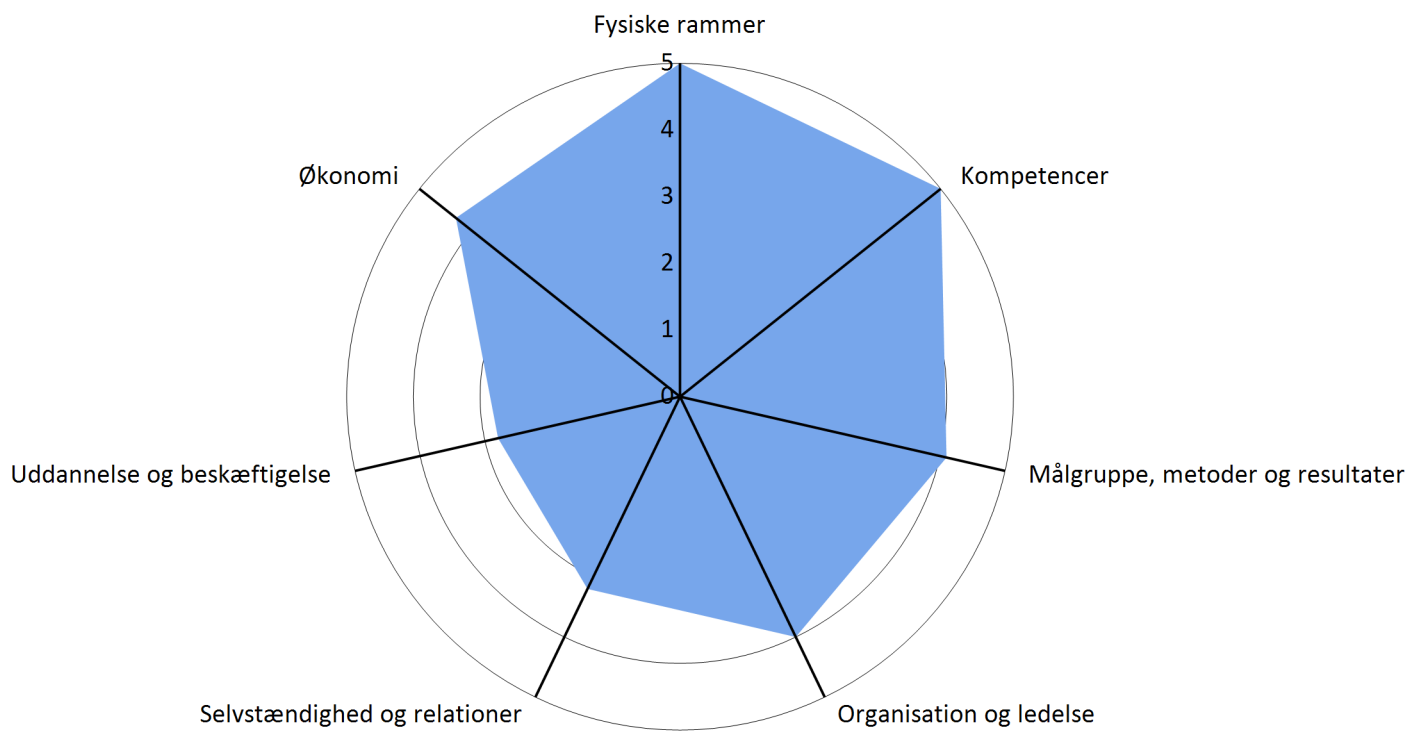 Fysiske rammer
5
4
3
2
1
0
Økonomi
Kompetencer
Uddannelse og beskæftigelse
Målgruppe, metoder og resultater
Selvstændighed og relationer
Organisation og ledelse